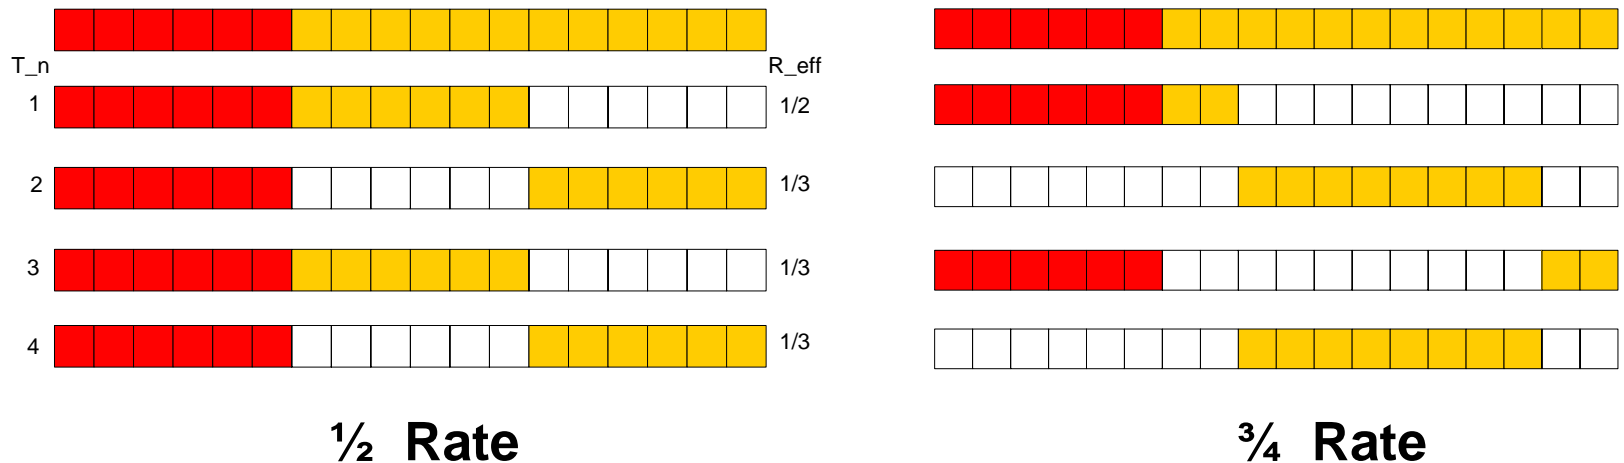 T_n
R_eff
1
1/2
2
1/3
3
1/3
4
1/3
½ Rate
¾ Rate